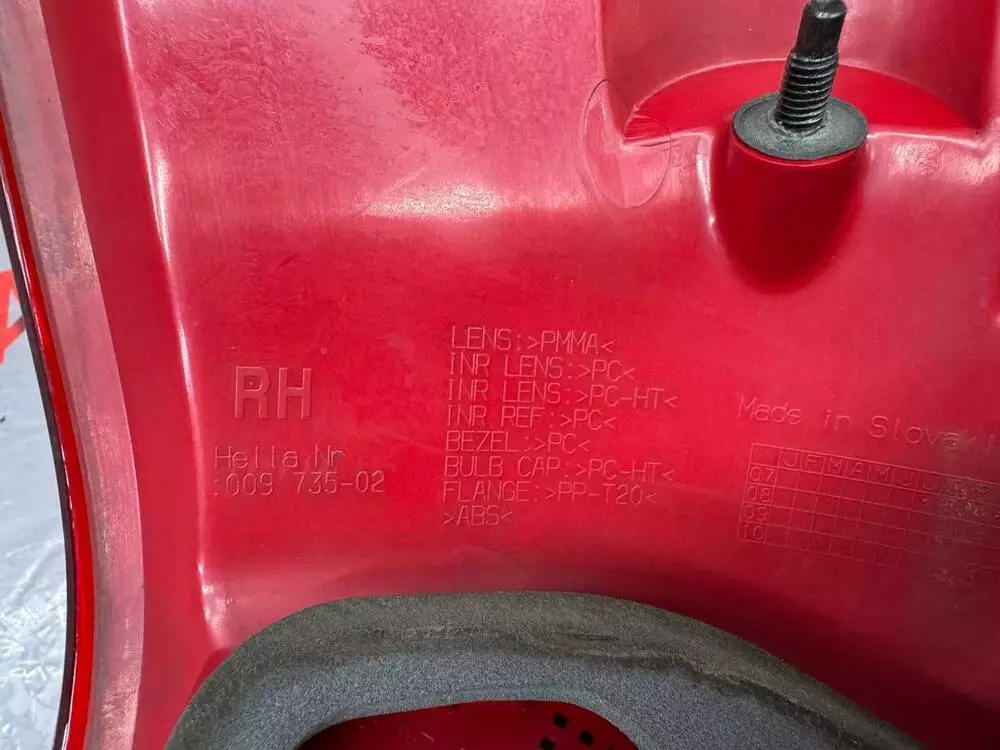 LENS:>PMMA<
INR LENS:>PC<
INR LENS:>PC-HT<
INR REF:>PC<
BEZEL:>PC<
BULB CAP:>PC-HT<
FLANGE:>PP-T20<
>ABS<
RH
Hella Nr
:009 735-02
Made in Slovaki
J F M A M J J
07
08
09
10